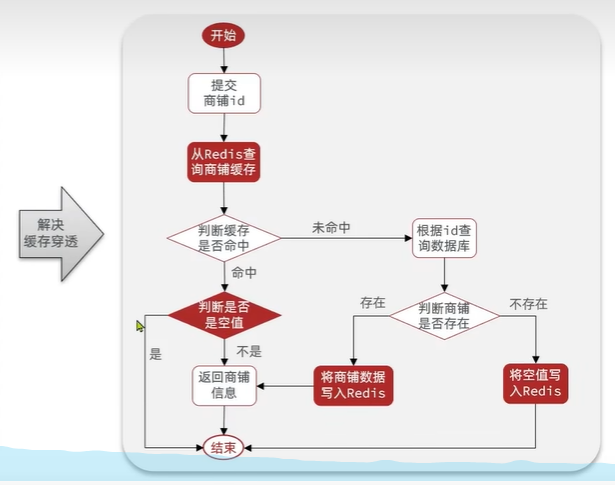 开始
提交
商铺id
从Redis查
询商铺缓存
解决
缓存穿透
判断缓存
是否命中
未命中
根据id查
询数据库
命中
判断是否
是空值
存在
判断商铺
是否存在
不存在
是
不是
返回商铺
信息
将商铺数据
写入Redis
将空值写
入Redis
结束